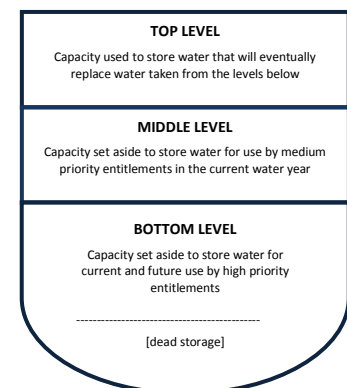 TOP LEVEL
Capacity used to store water that will eventually
replace water taken from the levels below
MIDDLE LEVEL
Capacity set aside to store water for use by medium
priority entitlements in the current water year
BOTTOM LEVEL
Capacity set aside to store water for
current and future use by high priority
entitlements
--------------------------------------------
[dead storage]